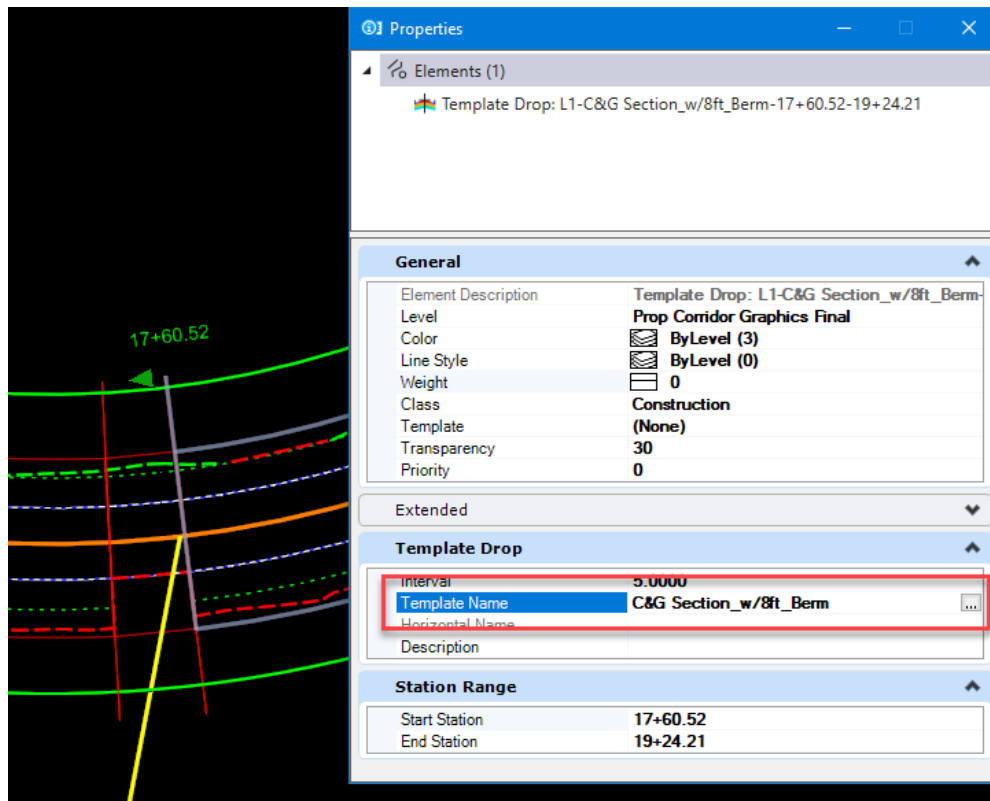 Properties
Elements (1)
Template Drop: L1-C&G Section_w/8ft_Berm-17+60.52-19+24.21
General
Element Description Template Drop: L1-C&G Section_w/8ft_Berm-
Level Prop Corridor Graphics Final
Color ByLevel (3)
Line Style ByLevel (0)
Weight 0
Class Construction
Template (None)
Transparency 30
Priority 0
Extended
Template Drop
Interval 5.0000
Template Name C&G Section_w/8ft_Berm ...
Horizontal Name
Description
Station Range
Start Station 17+60.52
End Station 19+24.21
17+60.52